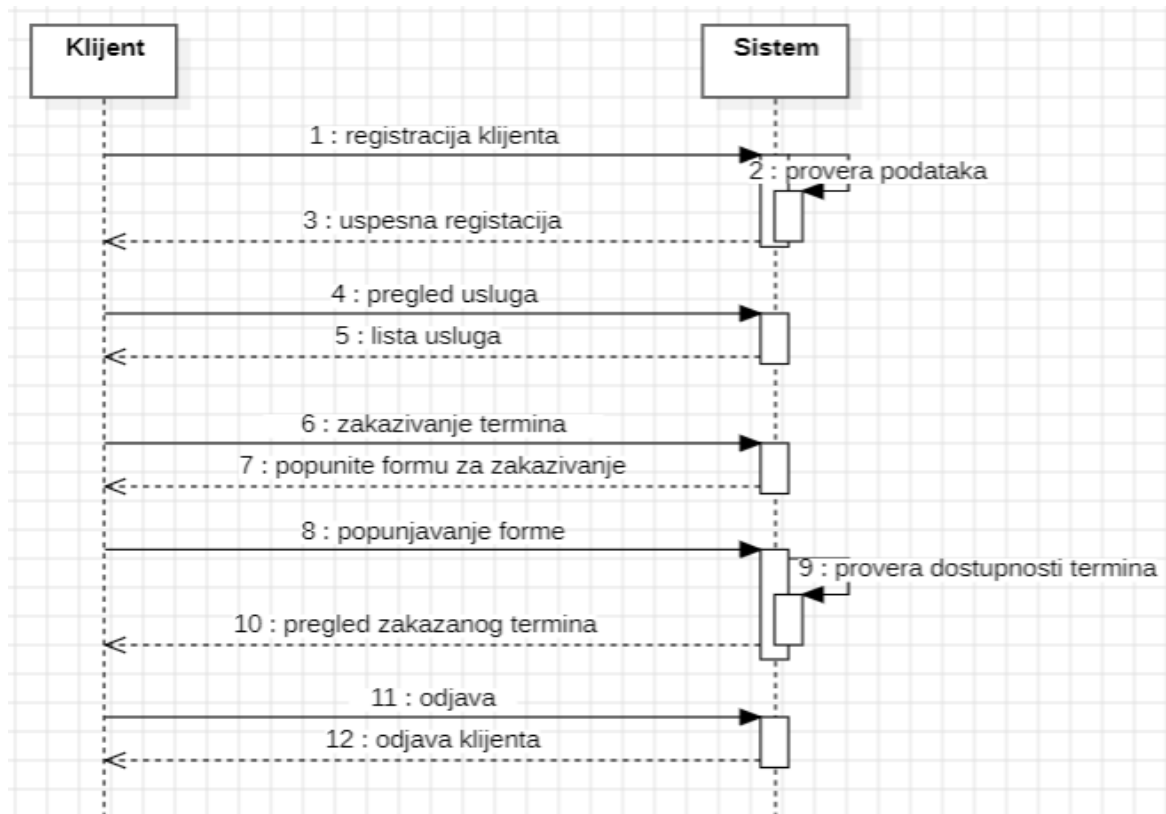 Klijent
Sistem
1 : registracija klijenta
2 : provera podataka
3 : uspesna registacija
4 : pregled usluga
5 : lista usluga
6 : zakazivanje termina
7 : popunite formu za zakazivanje
8 : popunjavanje forme
9 : provera dostupnosti termina
10 : pregled zakazanog termina
11 : odjava
12 : odjava klijenta